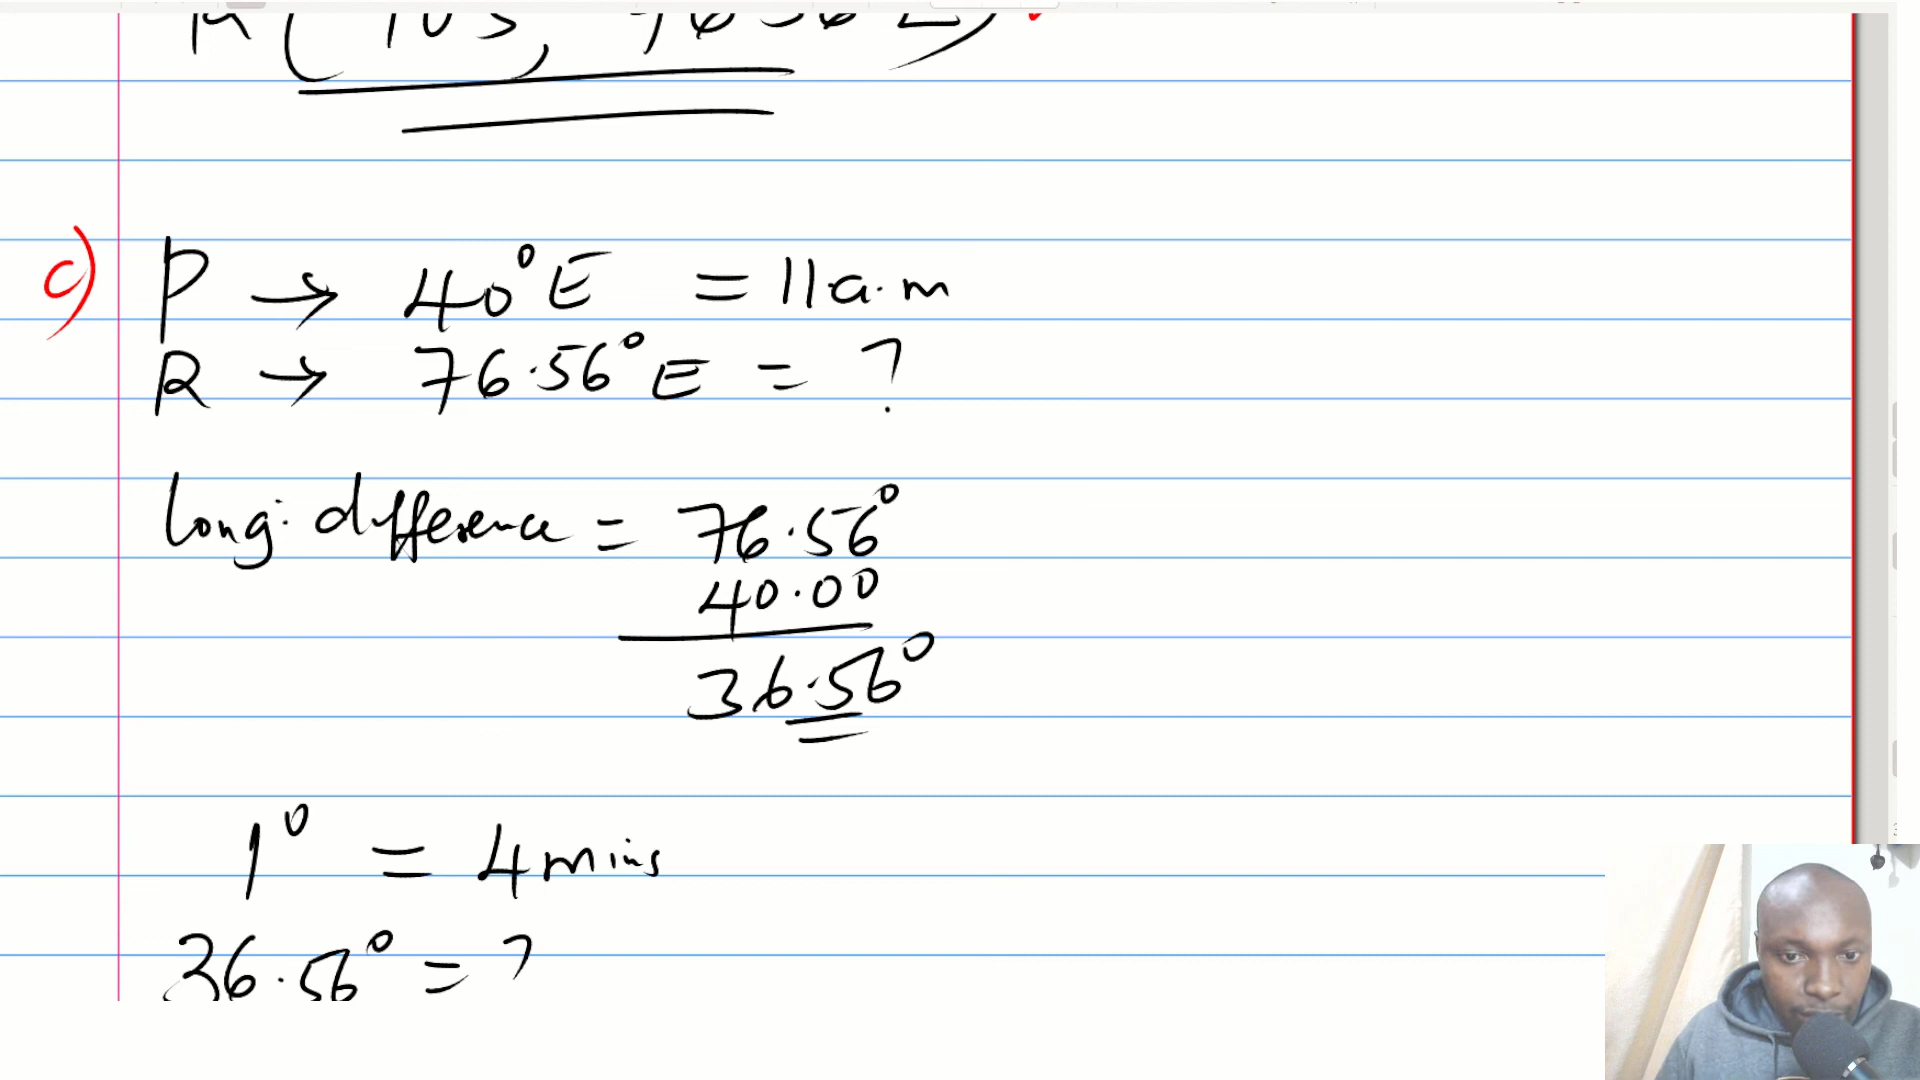 c) P → 40°E = 11a.m
R → 76.56°E = ?
long. difference = 76.56°
40.00
36.56°
1° = 4mins
36.56° = ?